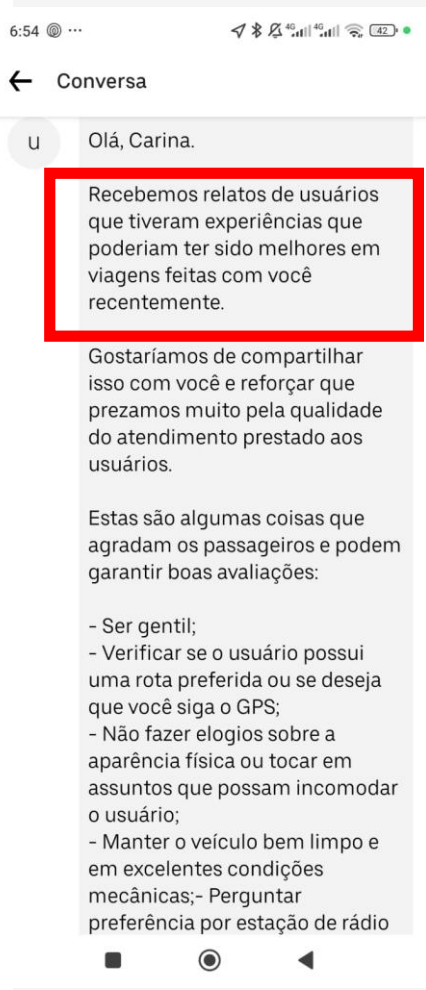 6:54
4G 4G 42
Conversa
u
Olá, Carina.
Recebemos relatos de usuários
que tiveram experiências que
poderiam ter sido melhores em
viagens feitas com você
recentemente.
Gostaríamos de compartilhar
isso com você e reforçar que
prezamos muito pela qualidade
do atendimento prestado aos
usuários.
Estas são algumas coisas que
agradam os passageiros e podem
garantir boas avaliações:
- Ser gentil;
- Verificar se o usuário possui
uma rota preferida ou se deseja
que você siga o GPS;
- Não fazer elogios sobre a
aparência física ou tocar em
assuntos que possam incomodar
o usuário;
- Manter o veículo bem limpo e
em excelentes condições
mecânicas;- Perguntar
preferência por estação de rádio